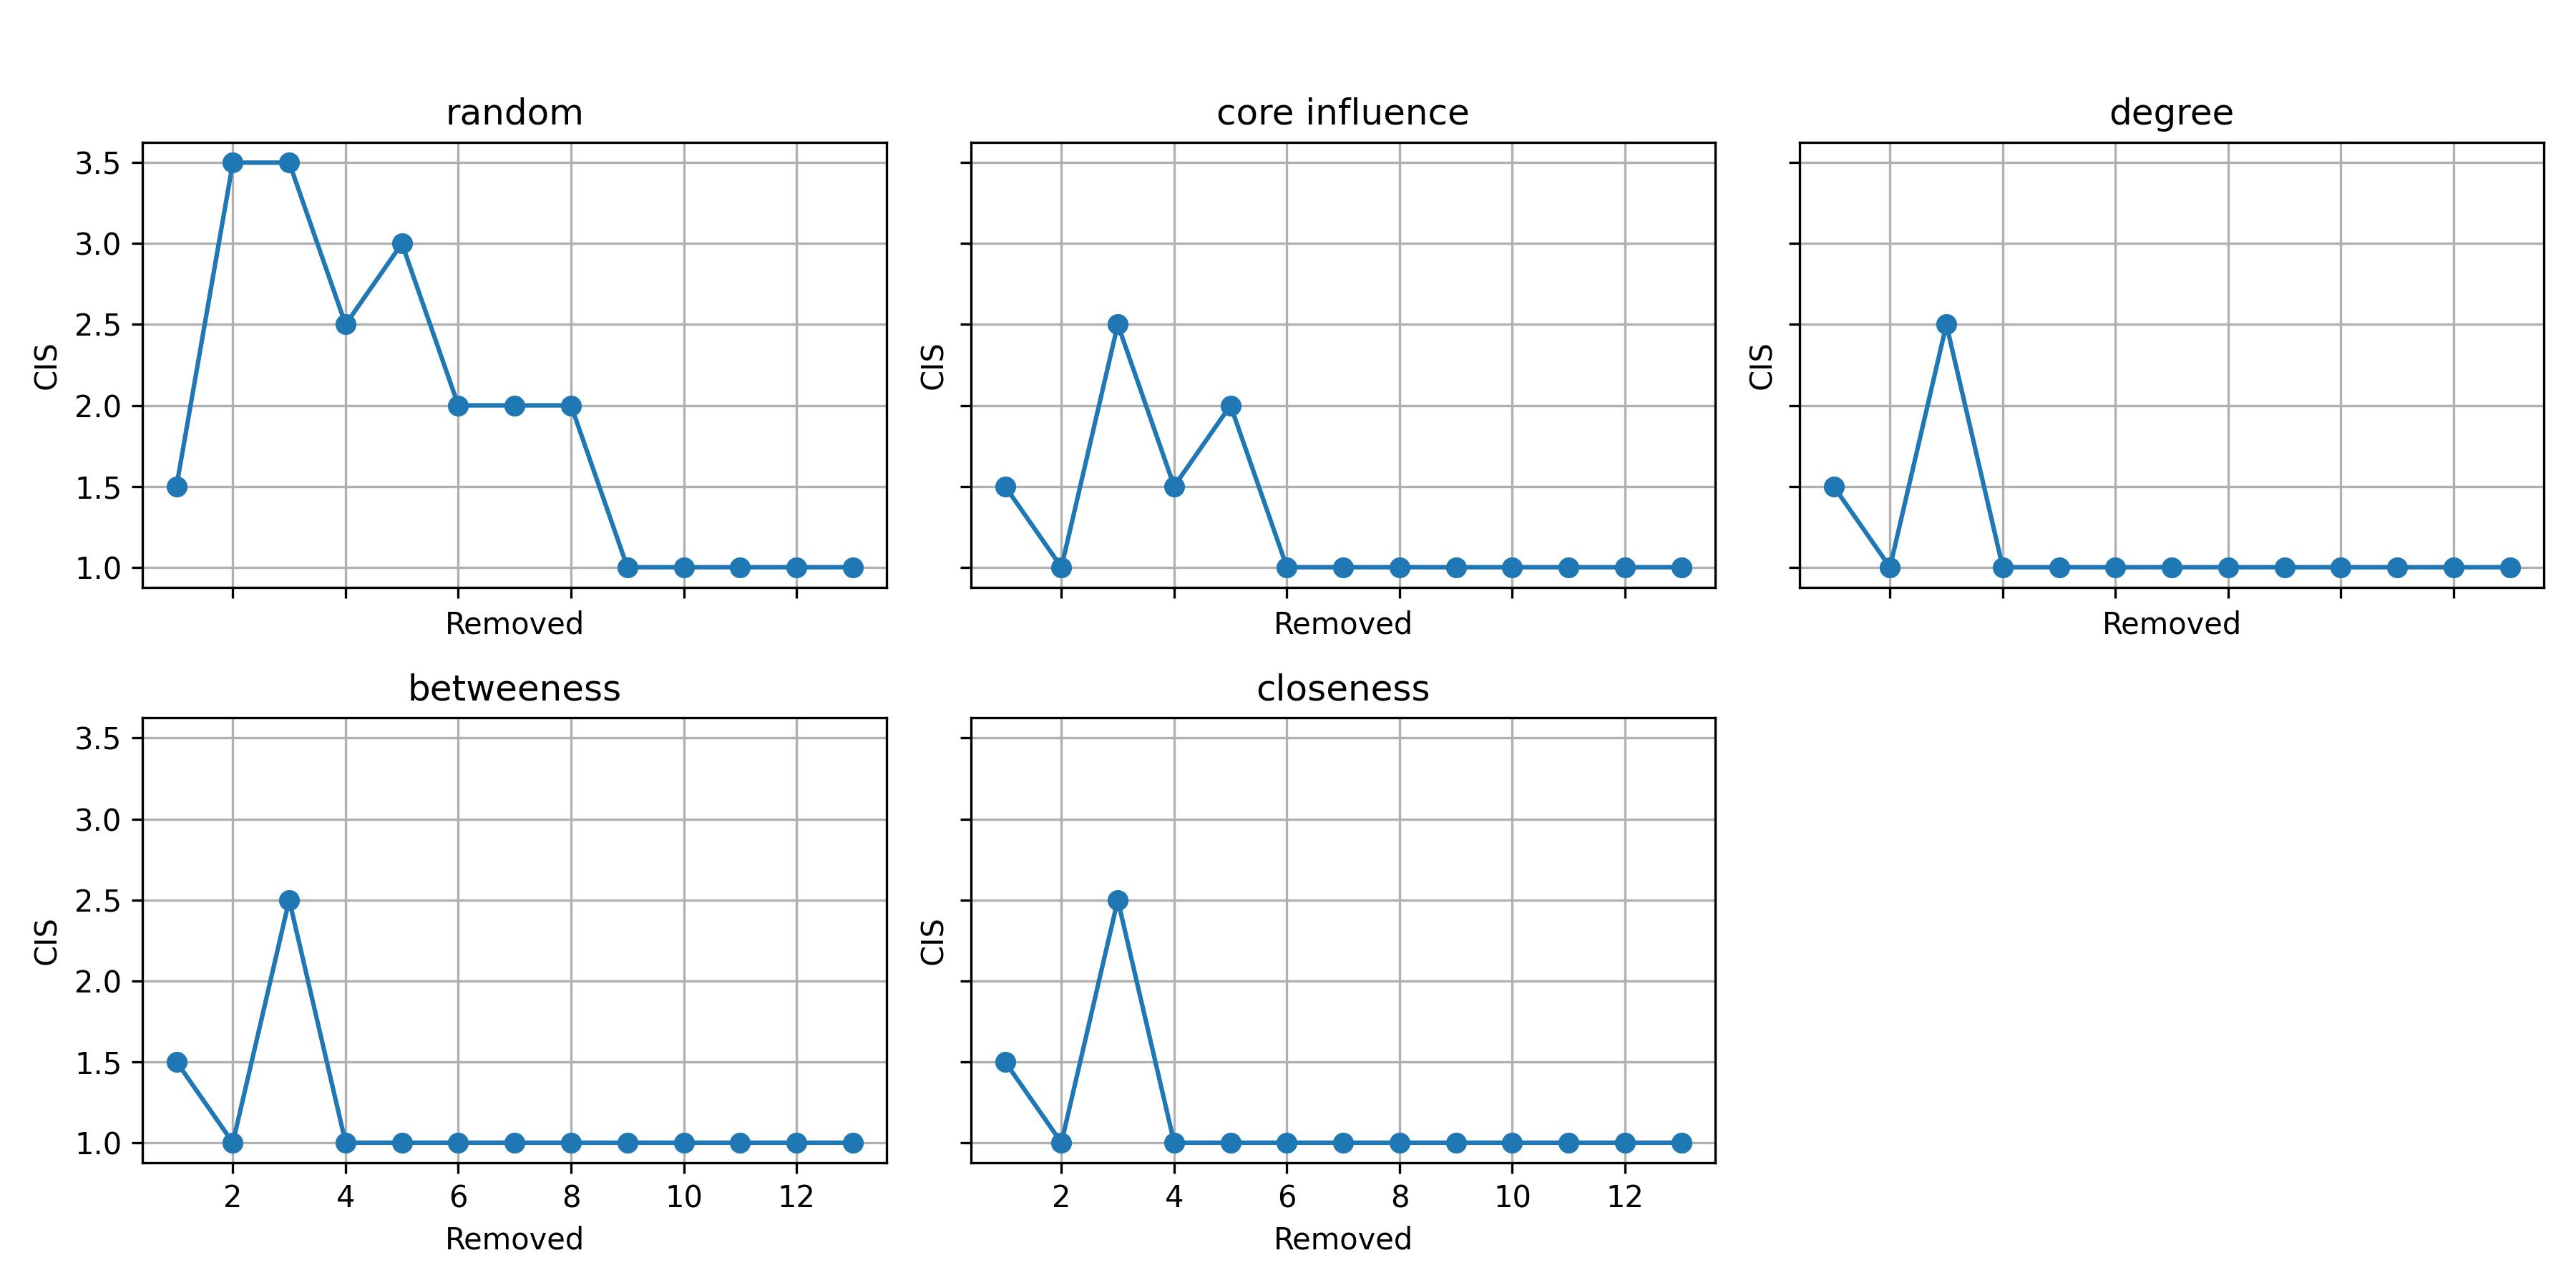 random
core influence
degree
3.5
3.0
2.5
2.0
1.5
1.0
CIS
CIS
CIS
Removed
Removed
Removed
betweeness
closeness
3.5
3.0
2.5
2.0
1.5
1.0
CIS
CIS
2 4 6 8 10 12
2 4 6 8 10 12
Removed
Removed